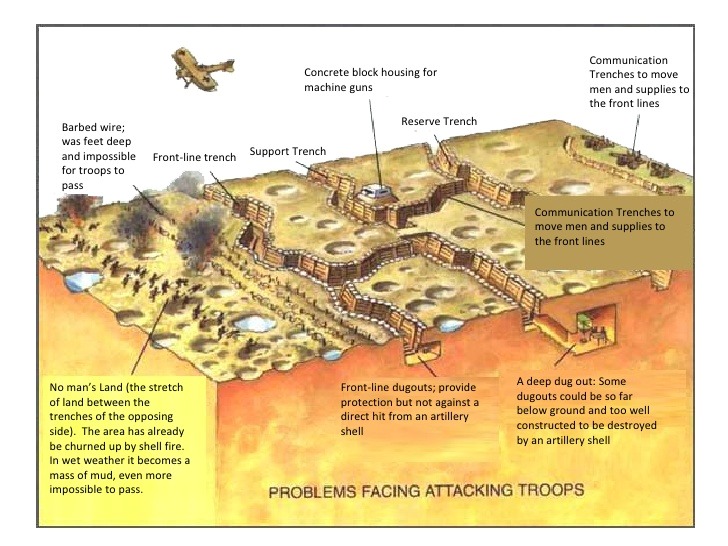 Concrete block housing for
machine guns
Communication
Trenches to move
men and supplies to
the front lines
Barbed wire;
was feet deep
and impossible
for troops to
pass
Front-line trench
Support Trench
Reserve Trench
Communication Trenches to
move men and supplies to
the front lines
No man's Land (the stretch
of land between the
trenches of the opposing
side).  The area has already
be churned up by shell fire.
In wet weather it becomes a
mass of mud, even more
impossible to pass.
Front-line dugouts; provide
protection but not against a
direct hit from an artillery
shell
A deep dug out: Some
dugouts could be so far
below ground and too well
constructed to be destroyed
by an artillery shell
PROBLEMS FACING ATTACKING TROOPS